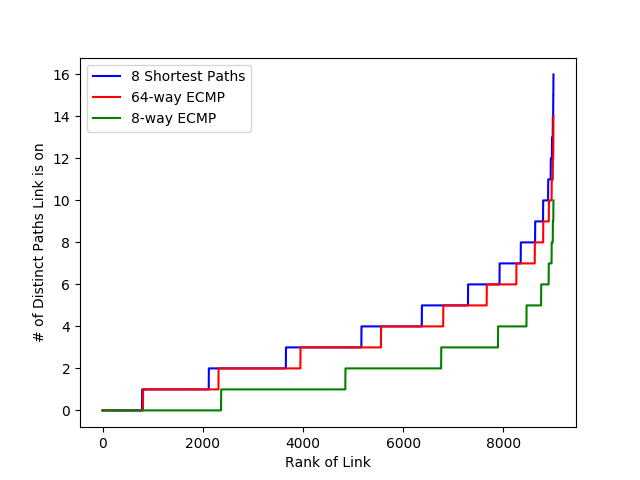 16
14
12
10
8
6
4
2
0
# of Distinct Paths Link is on
8 Shortest Paths
64-way ECMP
8-way ECMP
0 2000 4000 6000 8000
Rank of Link